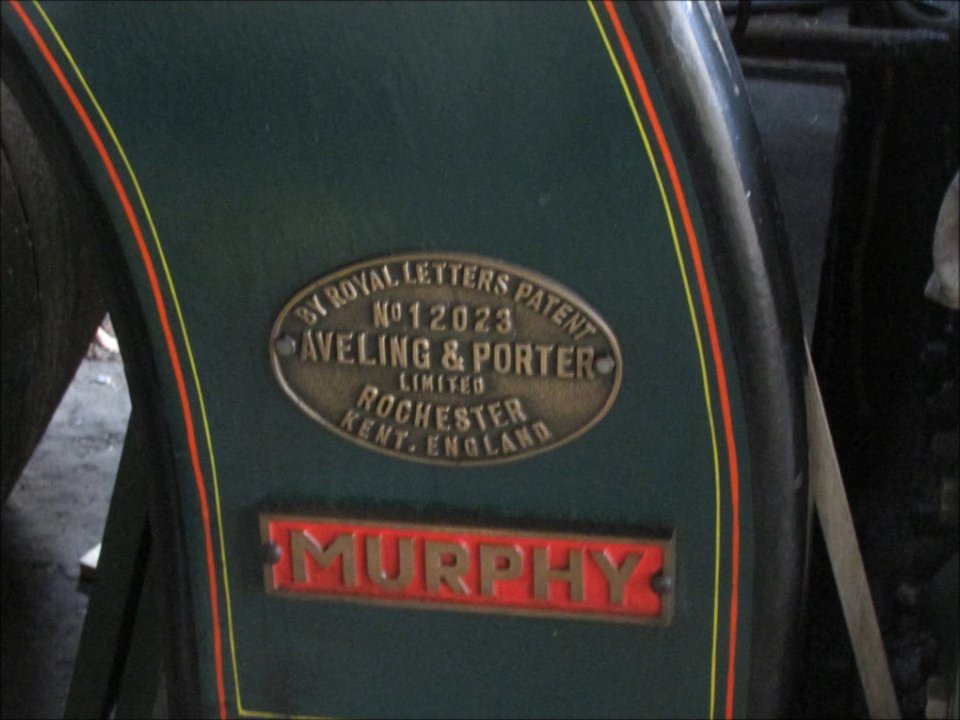 BY ROYAL LETTERS PATENT
No 12023
AVELING & PORTER
LIMITED
ROCHESTER
KENT. ENGLAND
MURPHY